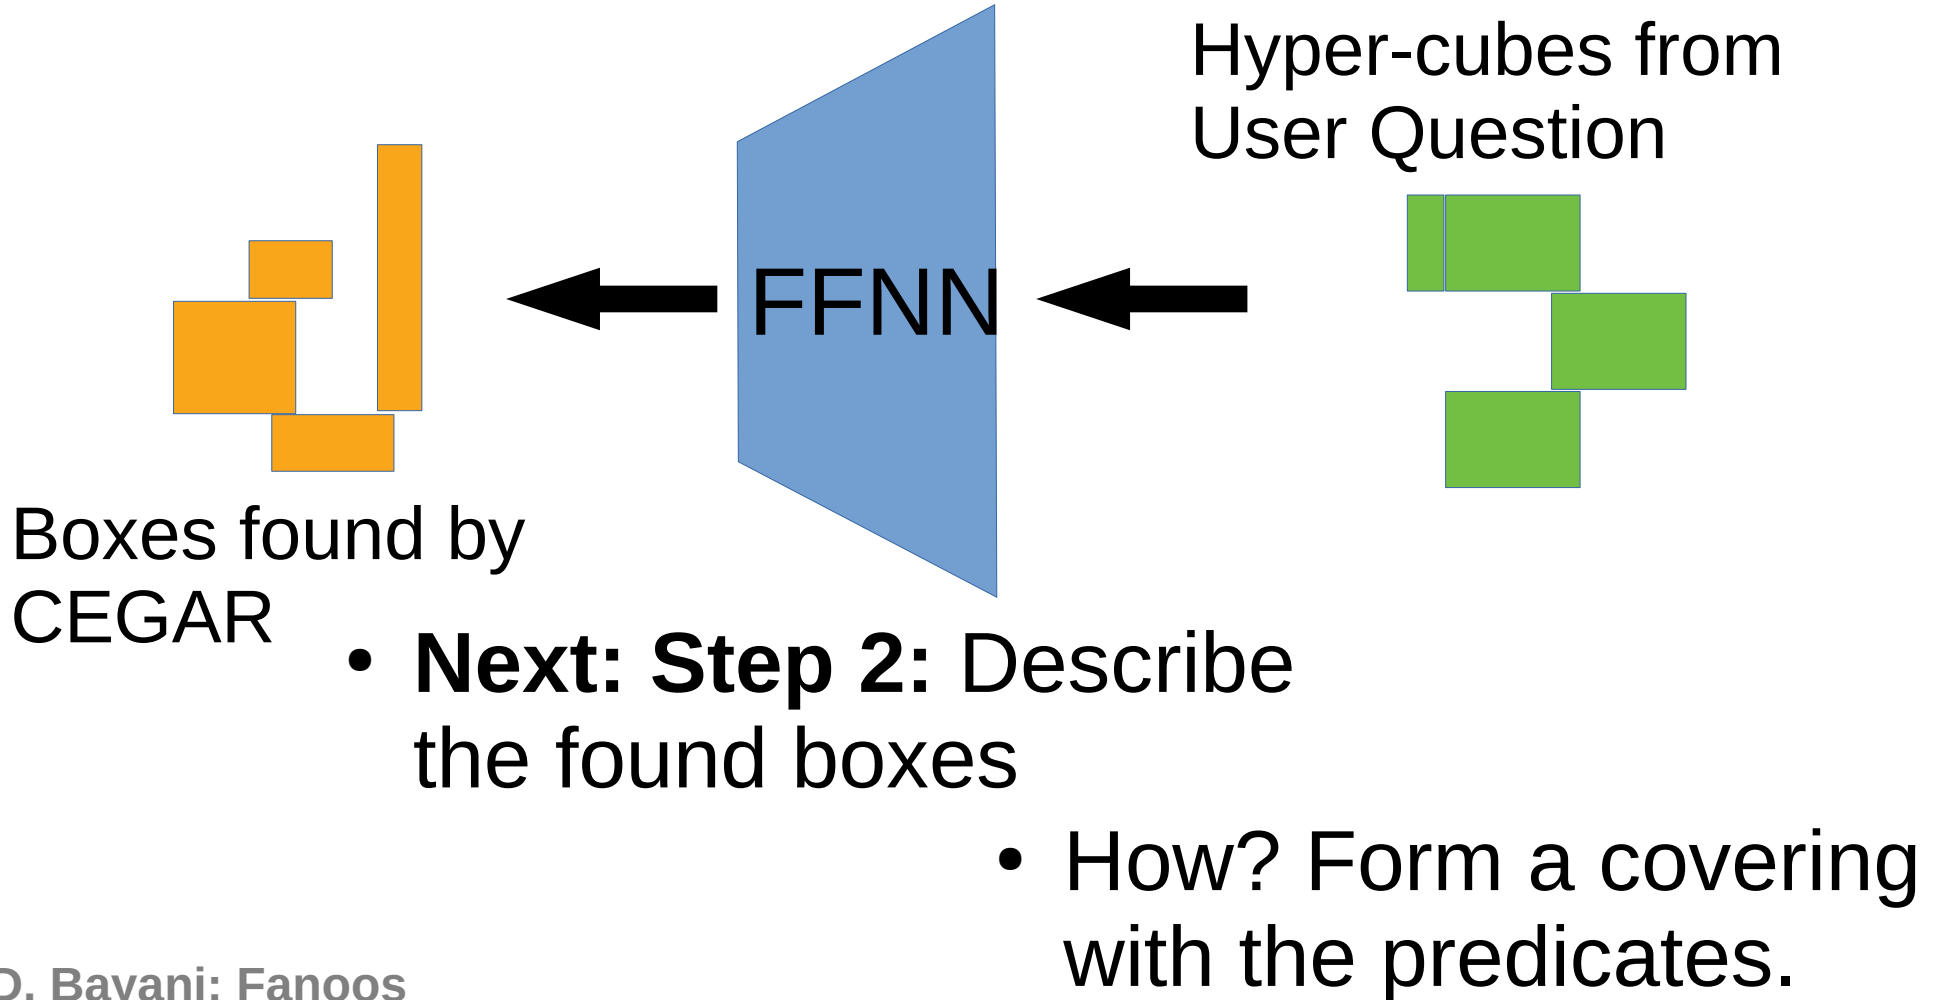 Hyper-cubes from
User Question
FFNN
Boxes found by
CEGAR
• Next: Step 2: Describe
the found boxes
• How? Form a covering
with the predicates.
D. Bayani: Fanoos